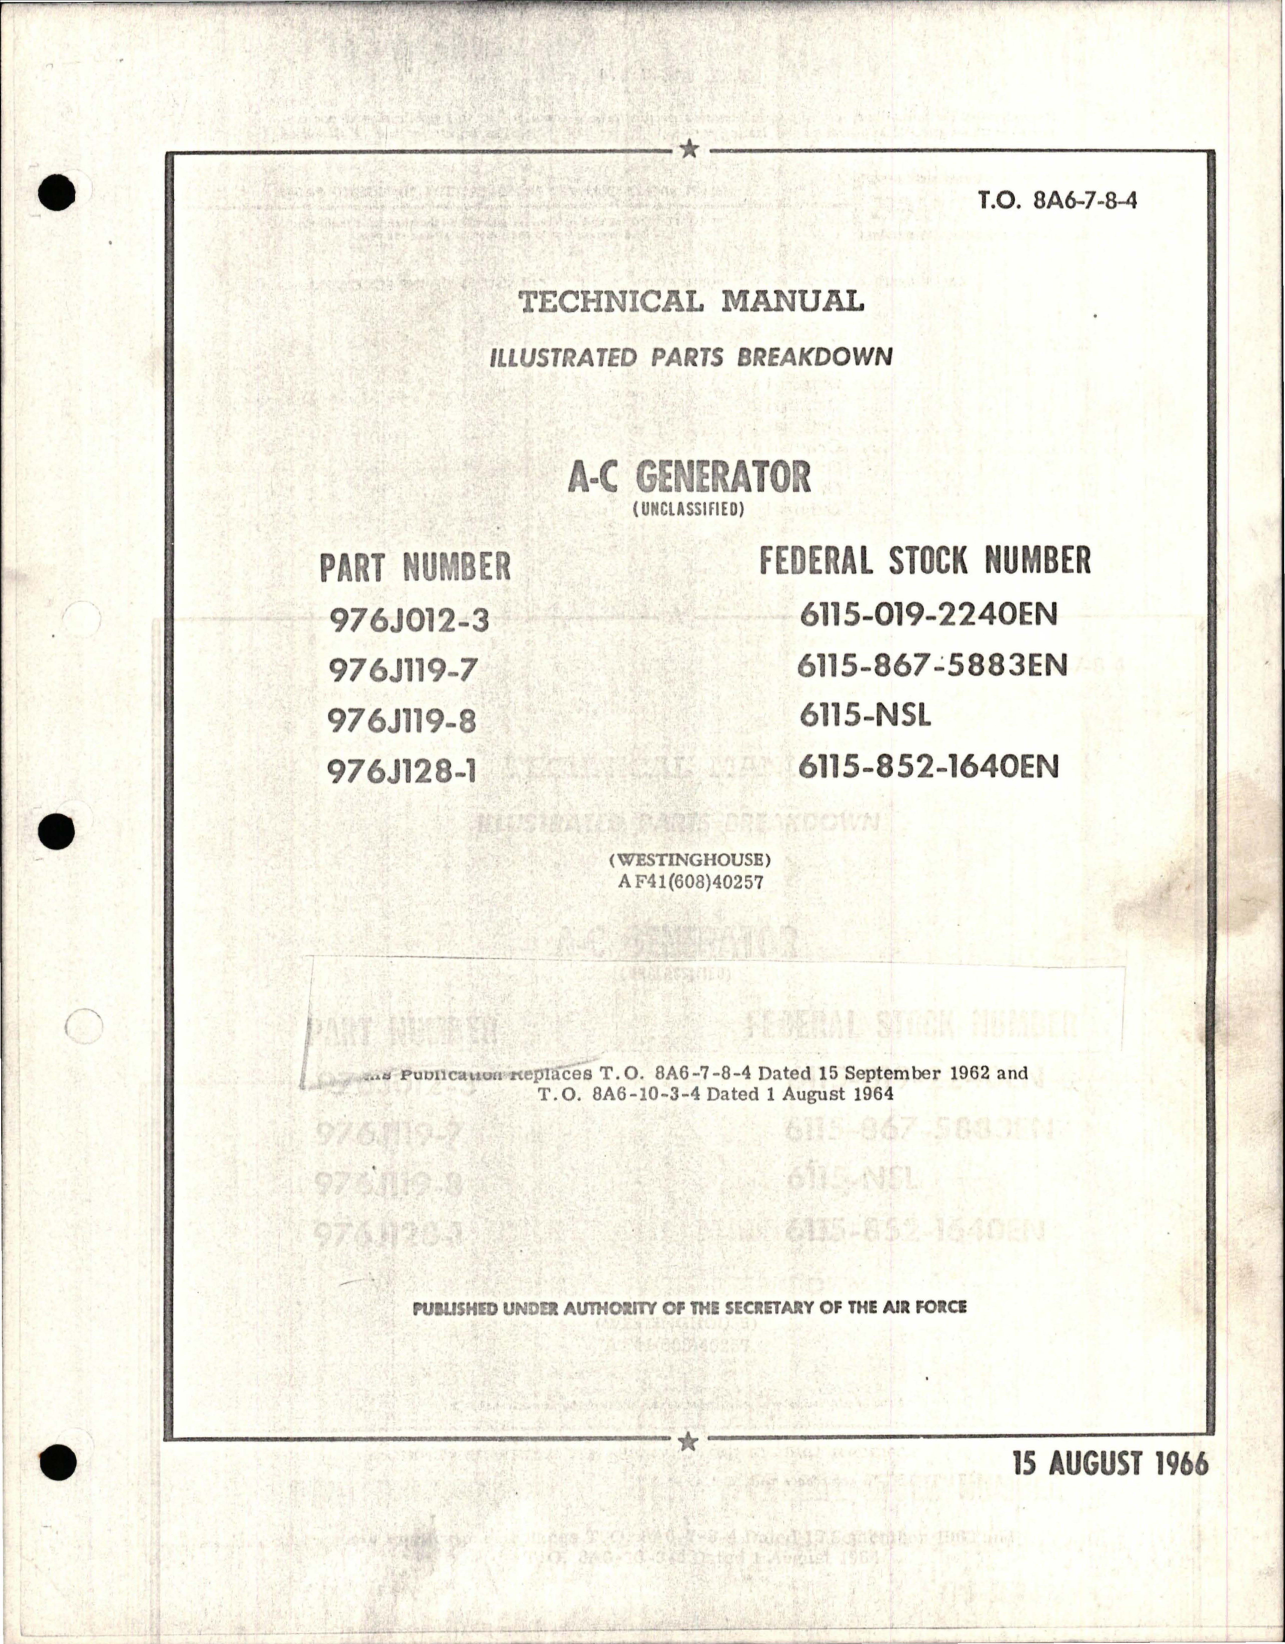 T.O. 8A6-7-8-4
TECHNICAL MANUAL
ILLUSTRATED PARTS BREAKDOWN
A-C GENERATOR
(UNCLASSIFIED)
PART NUMBER FEDERAL STOCK NUMBER
976J012-3 6115-019-2240EN
976J119-7 6115-867-5883EN
976J119-8 6115-NSL
976J128-1 6115-852-1640EN
(WESTINGHOUSE)
AF41(608)40257
Publication Replaces T.O. 8A6-7-8-4 Dated 15 September 1962 and
T.O. 8A6-10-3-4 Dated 1 August 1964
PUBLISHED UNDER AUTHORITY OF THE SECRETARY OF THE AIR FORCE
15 AUGUST 1966